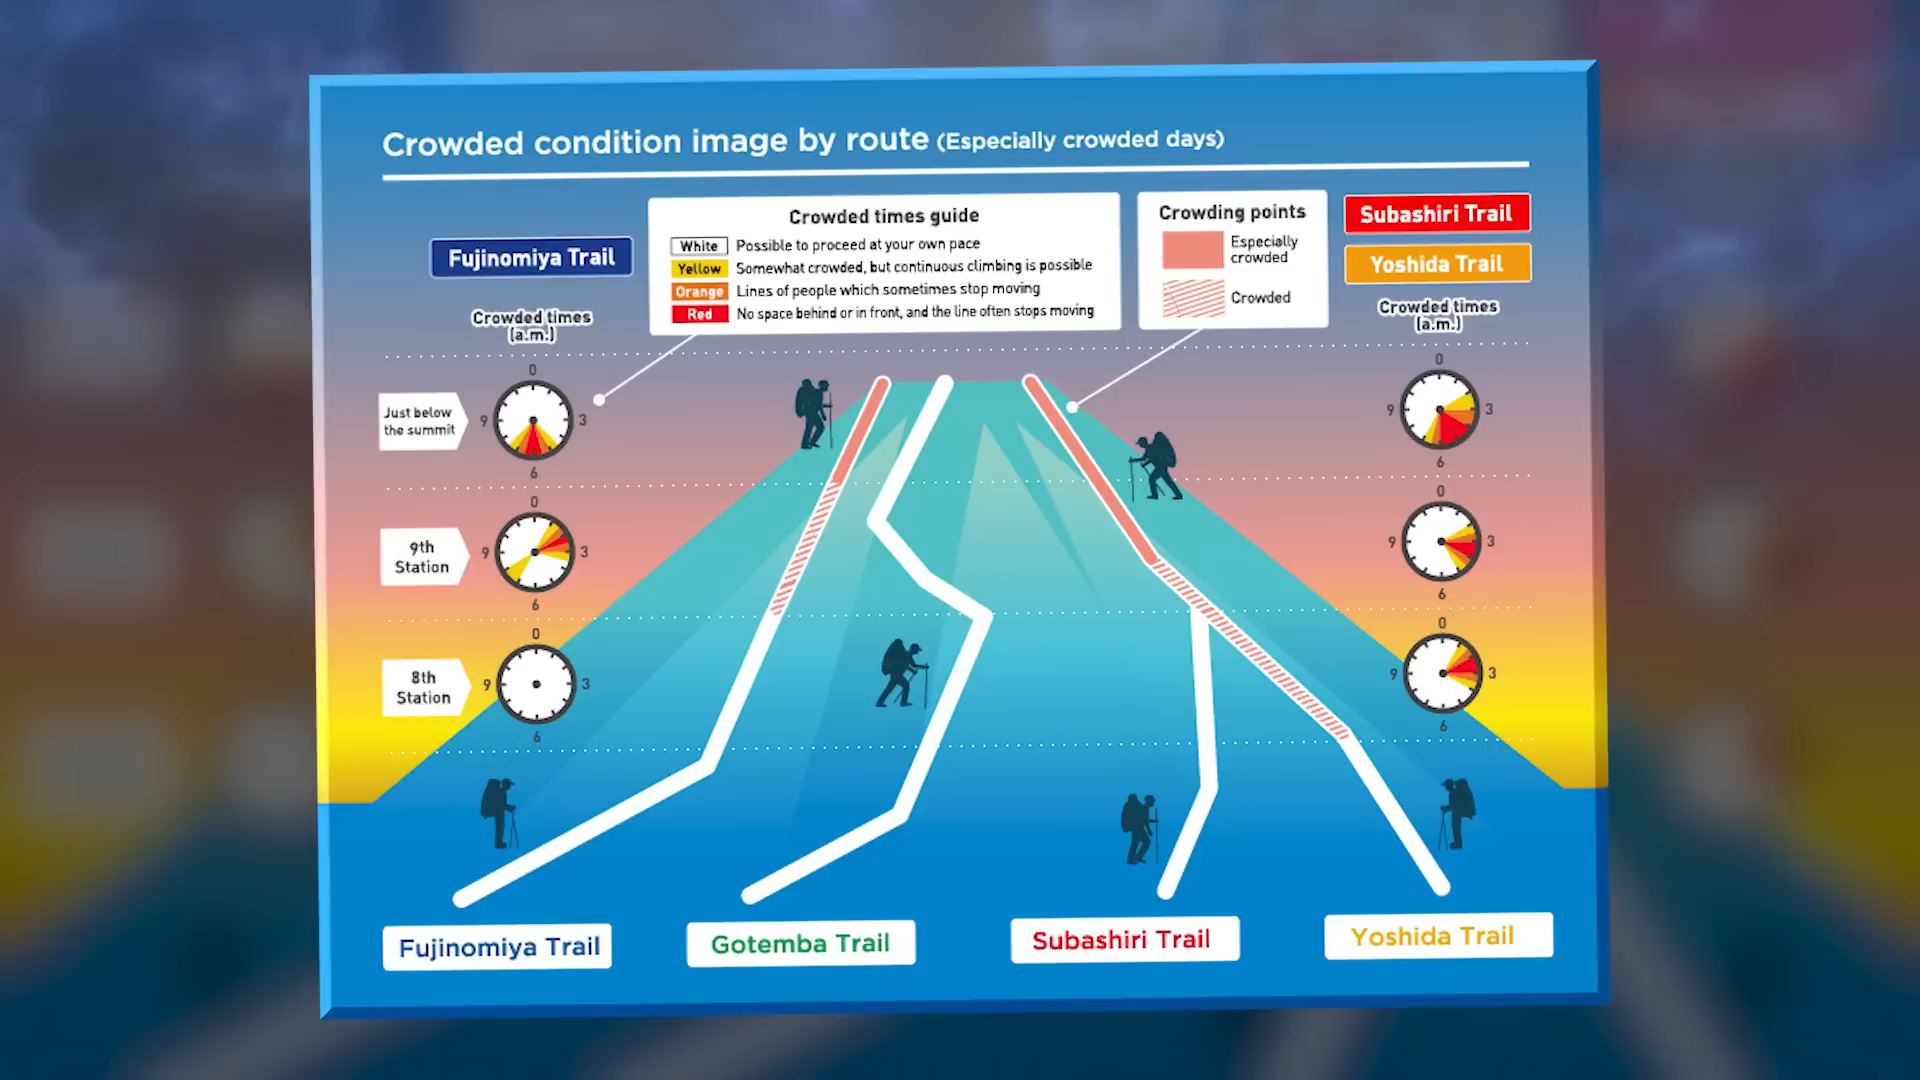 Crowded condition image by route (Especially crowded days)
Fujinomiya Trail
Crowded times guide
White Possible to proceed at your own pace
Yellow Somewhat crowded, but continuous climbing is possible
Orange Lines of people which sometimes stop moving
Red No space behind or in front, and the line often stops moving
Crowding points
Especially
crowded
Crowded
Subashiri Trail
Yoshida Trail
Crowded times
(a.m.)
Crowded times
(a.m.)
Just below
the summit
0
9 3
6
0
9 3
6
9th
Station
0
9 3
6
0
9 3
6
8th
Station
0
9 3
6
0
9 3
6
Fujinomiya Trail
Gotemba Trail
Subashiri Trail
Yoshida Trail